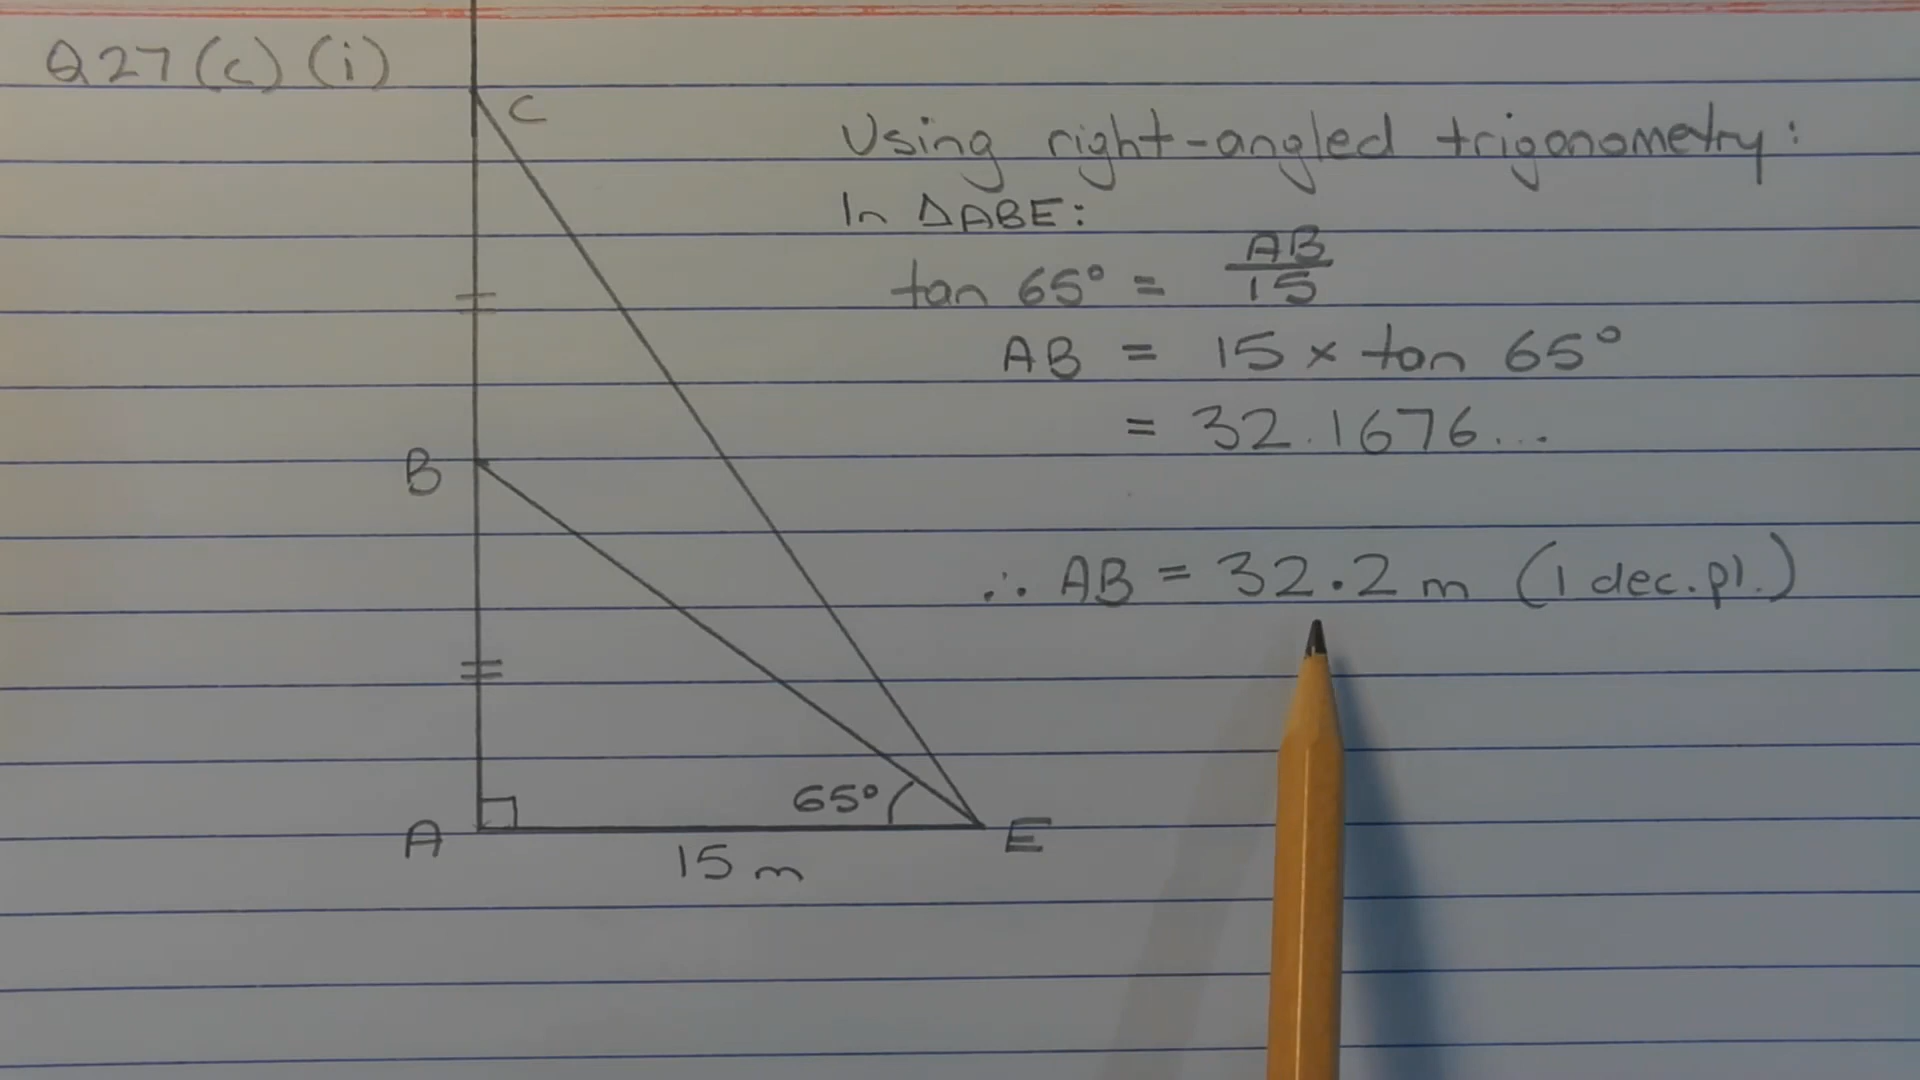 Q27 (c) (i)
C
Using right-angled trigonometry:
In △ABE:
tan 65° = AB/15
AB = 15 × tan 65°
= 32.1676...
B
∴ AB = 32.2 m (1 dec.pl.)
65°
A
E
15 m